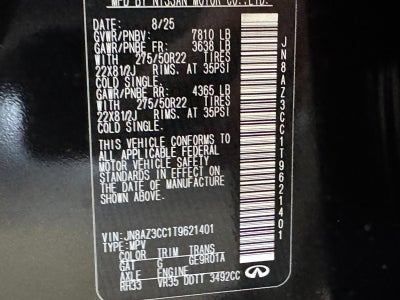 MFD BY NISSAN MOTOR CO.,LTD.
DATE: 8/25
GVWR/PNBV: 7810 LB
GAWR/PNBE FR: 3638 LB
WITH 275/50R22 TIRES
22X8 1/2J RIMS, AT 35PSI
COLD SINGLE.
GAWR/PNBE RR: 4365 LB
WITH 275/50R22 TIRES
22X8 1/2J RIMS, AT 35PSI
COLD SINGLE.
THIS VEHICLE CONFORMS
TO ALL APPLICABLE FEDERAL
MOTOR VEHICLE SAFETY
STANDARDS IN EFFECT ON
THE DATE OF MANUFACTURE
SHOWN ABOVE.
VIN: JN8AZ3CC1T9621401
TYPE: MPV
COLOR TRIM TRANS
GAT G GE9R01A
AXLE ENGINE
RH33 VR35 DDTT 3492CC
INFINITI
JN8AZ3CC1T9621401